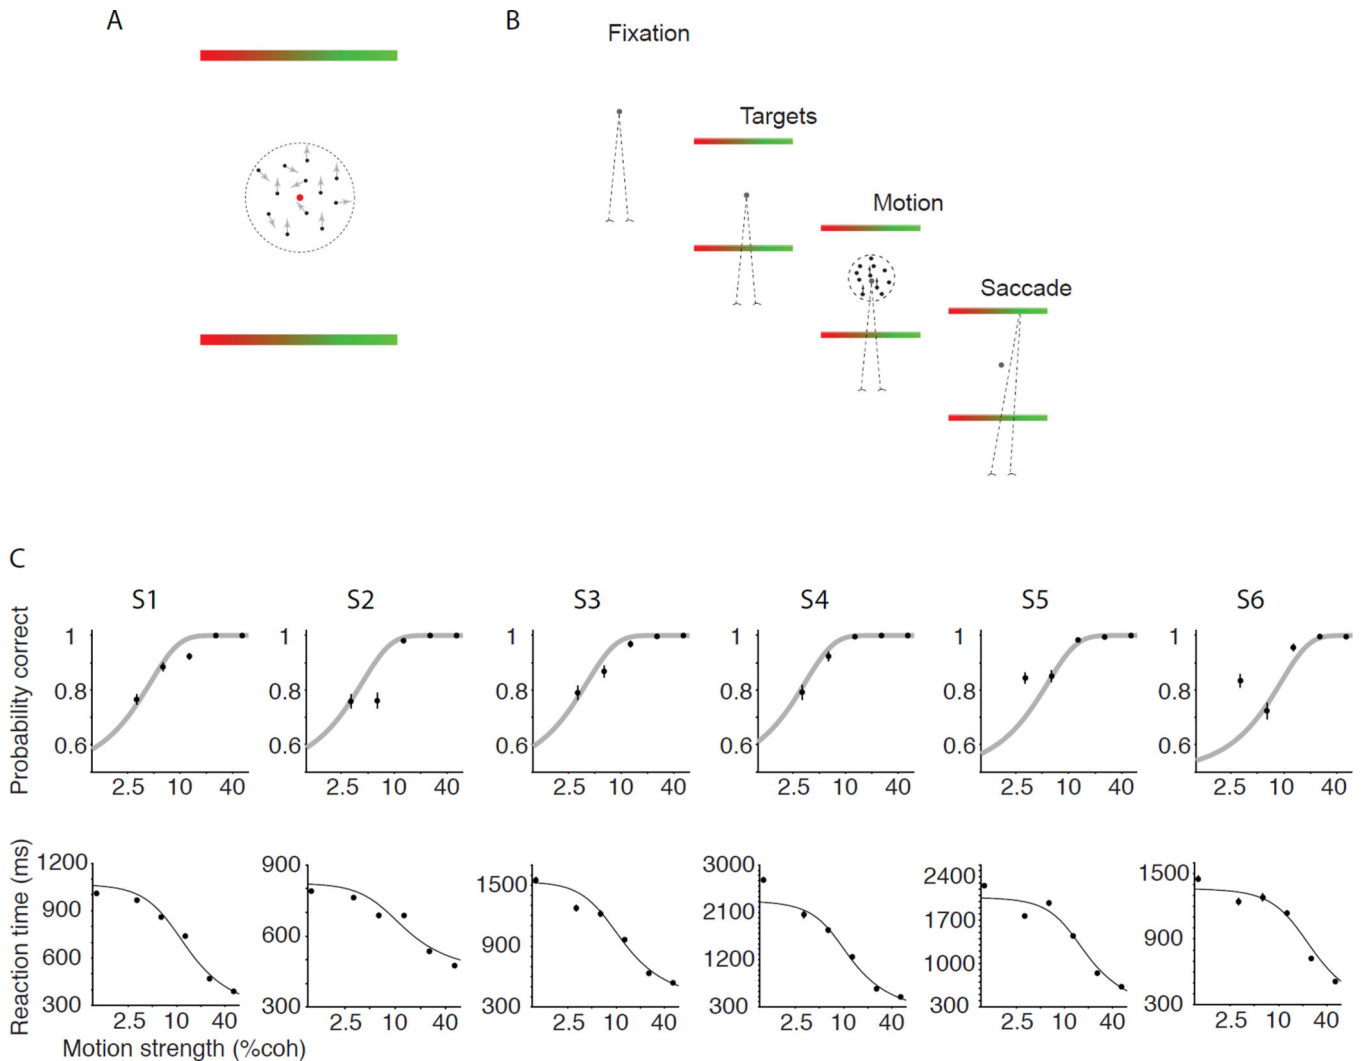 A
B
Fixation
Targets
Motion
Saccade
C
S1 S2 S3 S4 S5 S6
Probability correct
1 1 1 1 1 1
0.8 0.8 0.8 0.8 0.8 0.8
0.6 0.6 0.6 0.6 0.6 0.6
2.5 10 40 2.5 10 40 2.5 10 40 2.5 10 40 2.5 10 40 2.5 10 40
Reaction time (ms)
1200 900 1500 3000 2400 1500
900 600 900 2100 1700 900
600 300 300 1200 1000 300
300 300 300
2.5 10 40 2.5 10 40 2.5 10 40 2.5 10 40 2.5 10 40 2.5 10 40
Motion strength (%coh)